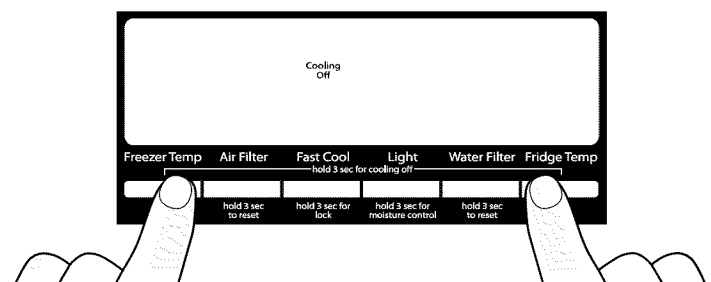 Cooling
Off
Freezer Temp Air Filter Fast Cool Light Water Filter Fridge Temp
hold 3 sec for cooling off
hold 3 sec
to reset
hold 3 sec for
lock
hold 3 sec for
moisture control
hold 3 sec
to reset